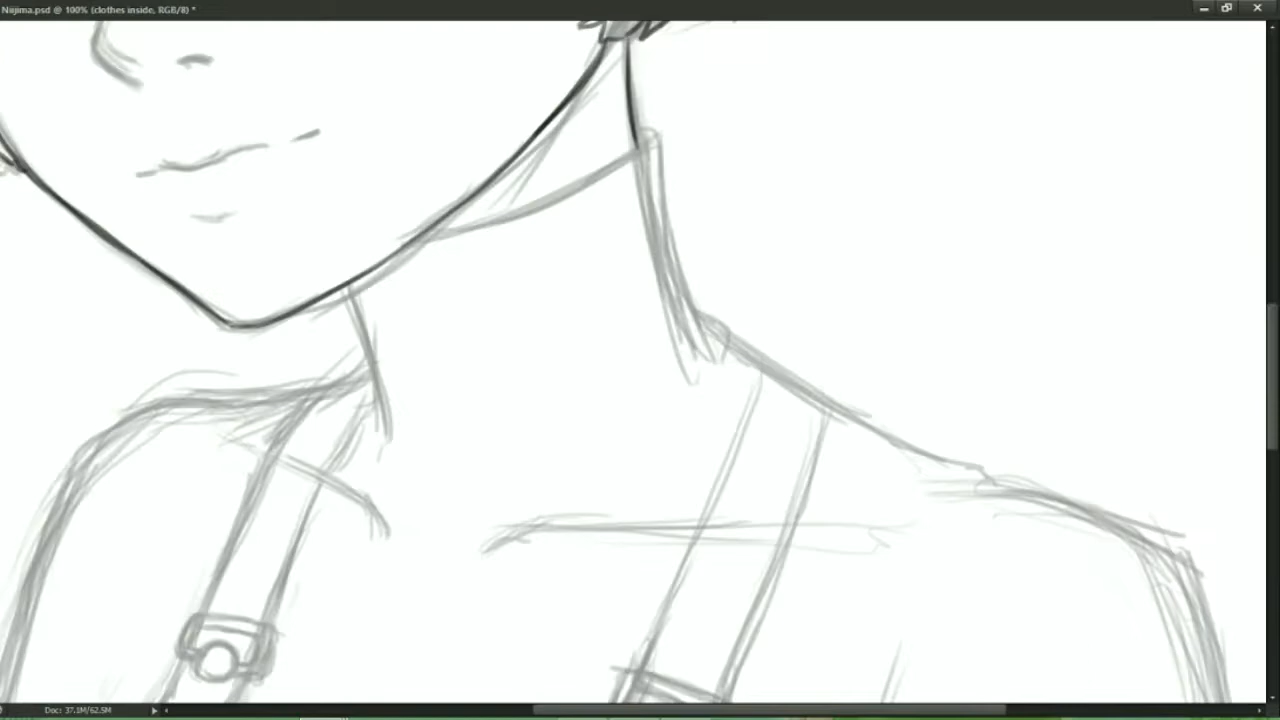 Niijima.psd @ 100% (clothes inside, RGB/8) *
Doc: 37.1M/62.5M